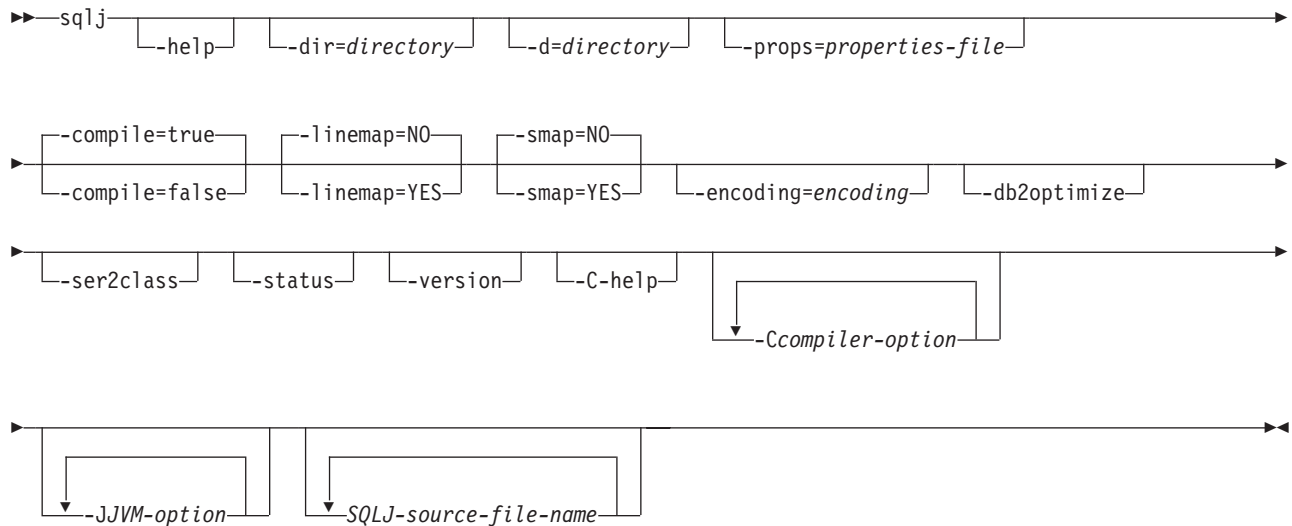 sqlj
-help -dir=directory -d=directory -props=properties-file
-compile=true -linemap=NO -smap=NO
-compile=false -linemap=YES -smap=YES -encoding=encoding -db2optimize
-ser2class -status -version -C-help
-Ccompiler-option
-JJVM-option SQLJ-source-file-name